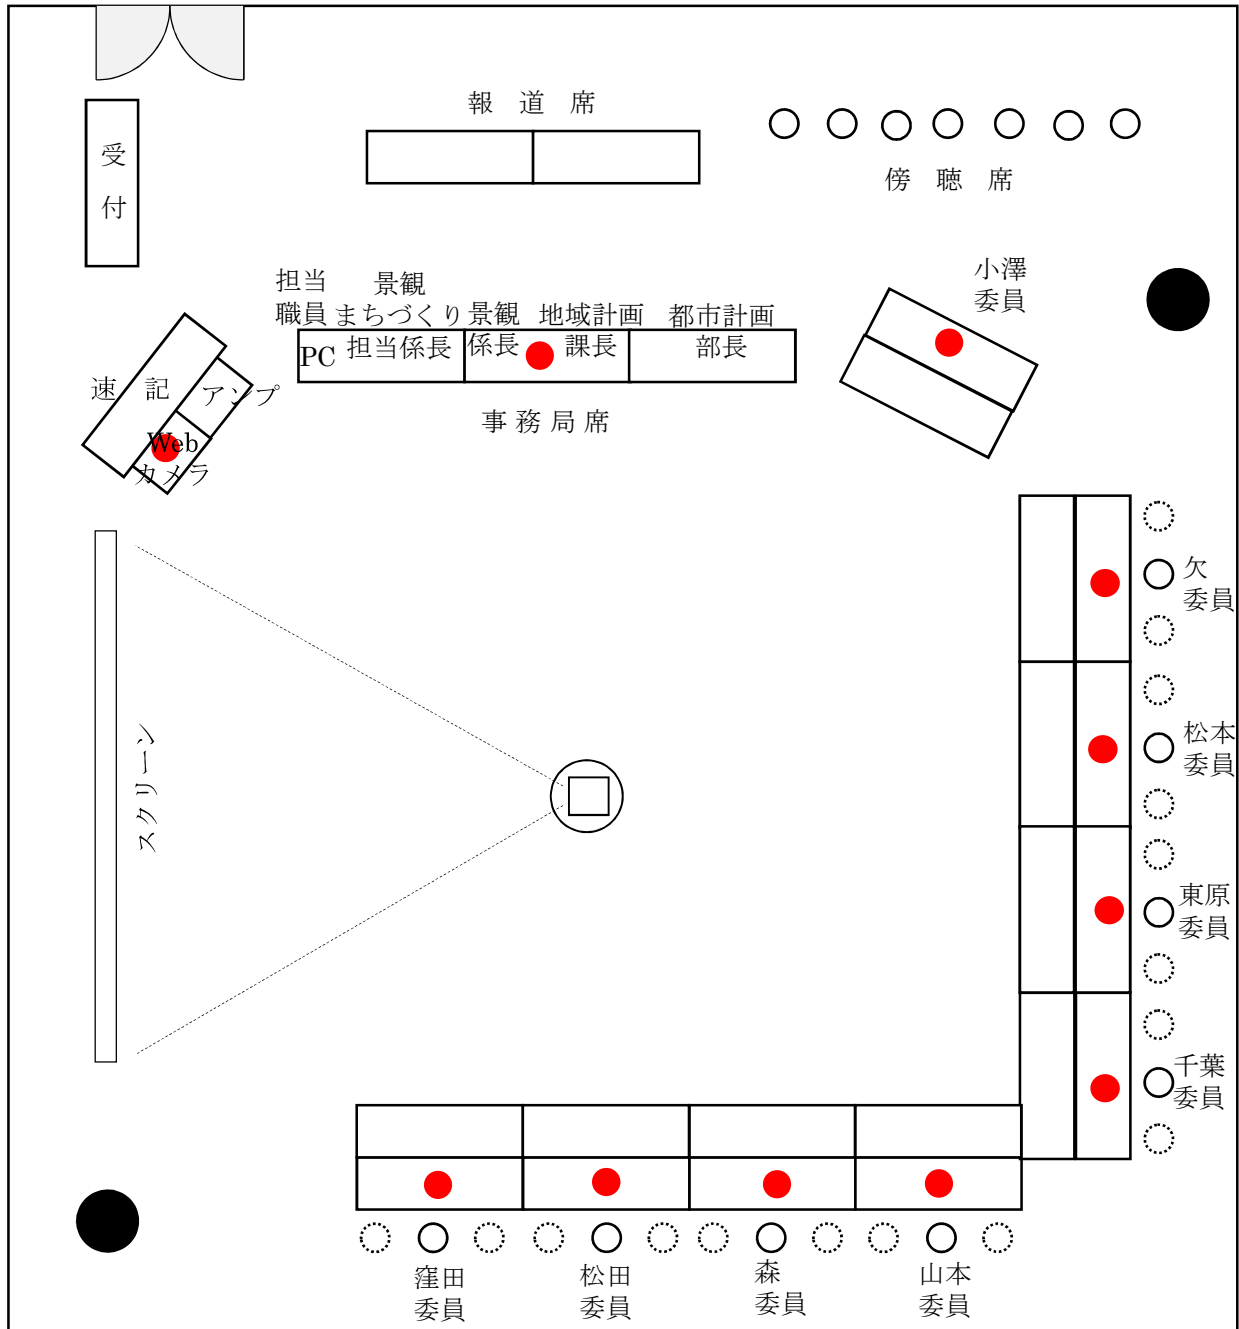 報　道　席
受
付
傍　聴　席
小澤
委員
担当
職員
景観
まちづくり
担当係長
景観
係長
地域計画
課長
都市計画
部長
PC
事 務 局 席
速　記
アンプ
Web
カメラ
スクリーン
欠
委員
松本
委員
東原
委員
千葉
委員
窪田
委員
松田
委員
森
委員
山本
委員